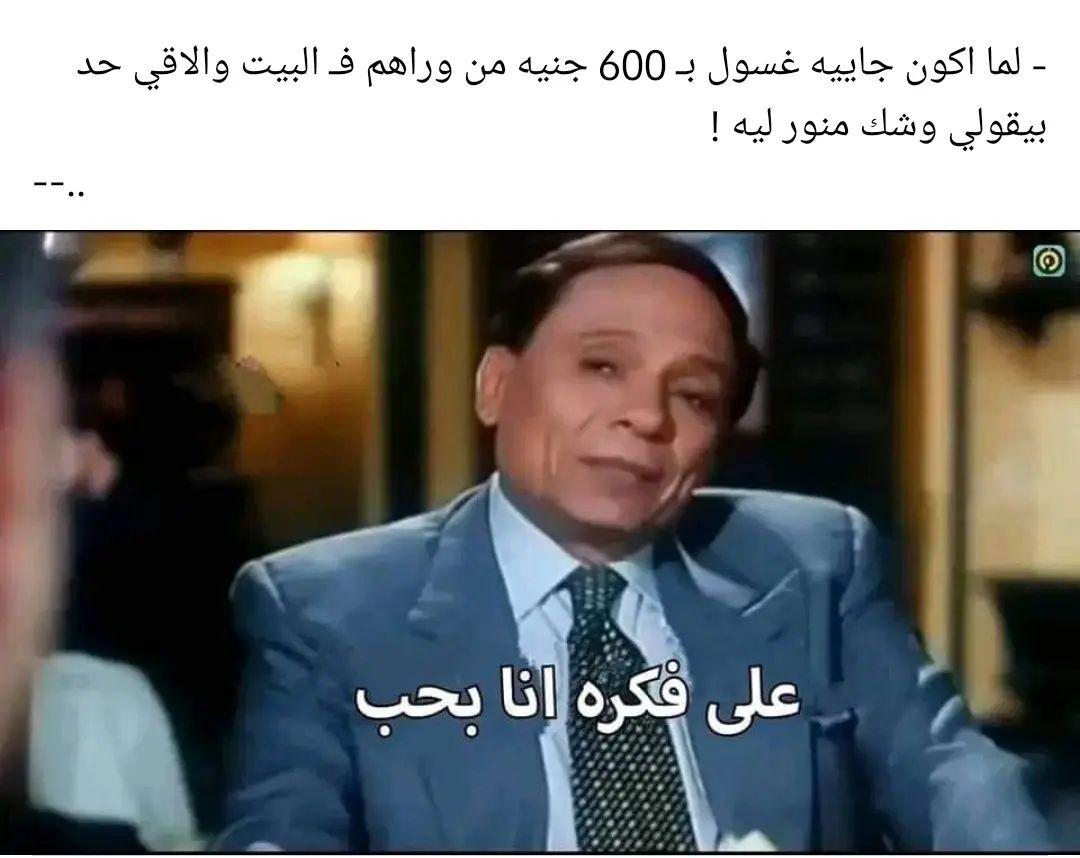 - لما اكون جاييه غسول بـ 600 جنيه من وراهم فـ البيت والاقي حد
بيقولي وشك منور ليه !
--..
على فكره انا بحب